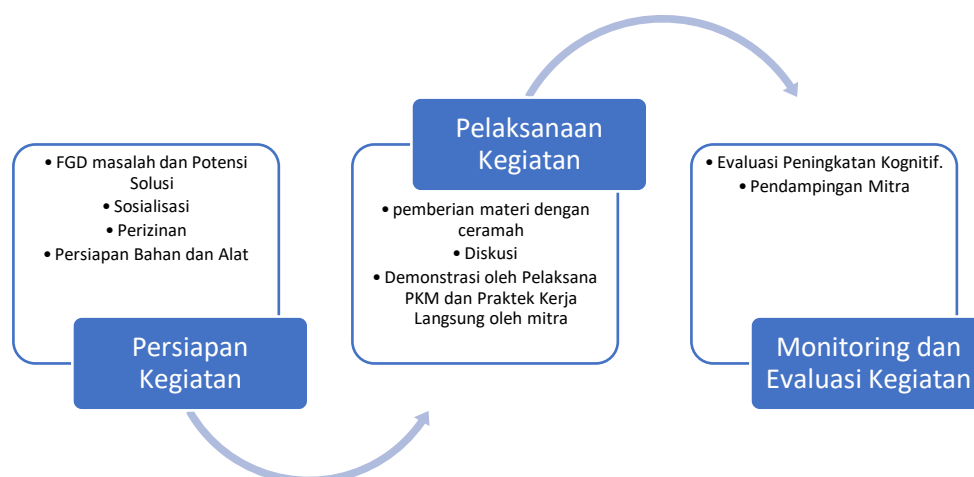 • FGD masalah dan Potensi
Solusi
• Sosialisasi
• Perizinan
• Persiapan Bahan dan Alat
Persiapan
Kegiatan
Pelaksanaan
Kegiatan
• pemberian materi dengan
ceramah
• Diskusi
• Demonstrasi oleh Pelaksana
PKM dan Praktek Kerja
Langsung oleh mitra
• Evaluasi Peningkatan Kognitif.
• Pendampingan Mitra
Monitoring dan
Evaluasi Kegiatan